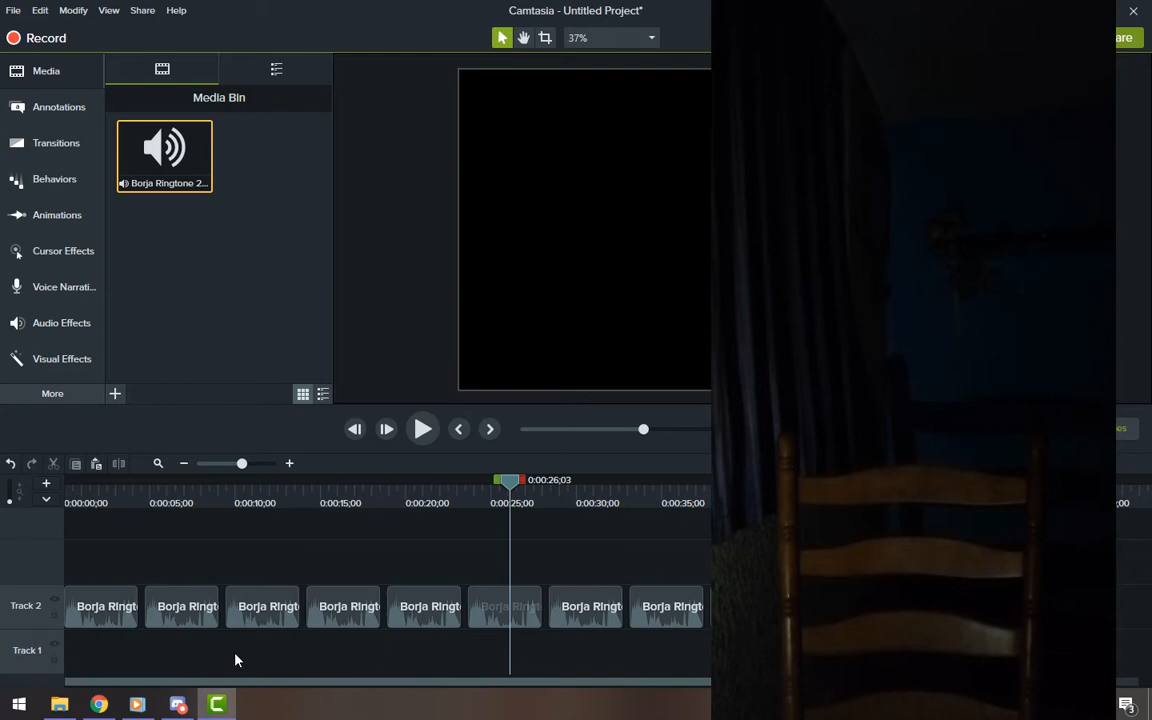 File Edit Modify View Share Help
Camtasia - Untitled Project*
Record
37%
Media
Media Bin
Annotations
Borja Ringtone 2...
Transitions
Behaviors
Animations
Cursor Effects
Voice Narrati...
Audio Effects
Visual Effects
More
0:00:26;03
0:00:00;00 0:00:05;00 0:00:10;00 0:00:15;00 0:00:20;00 0:00:25;00 0:00:30;00 0:00:35;00
Track 2
Borja Ringt Borja Ringt Borja Ringt Borja Ringt Borja Ringt Borja Ringt Borja Ringt Borja Ringt
Track 1
3